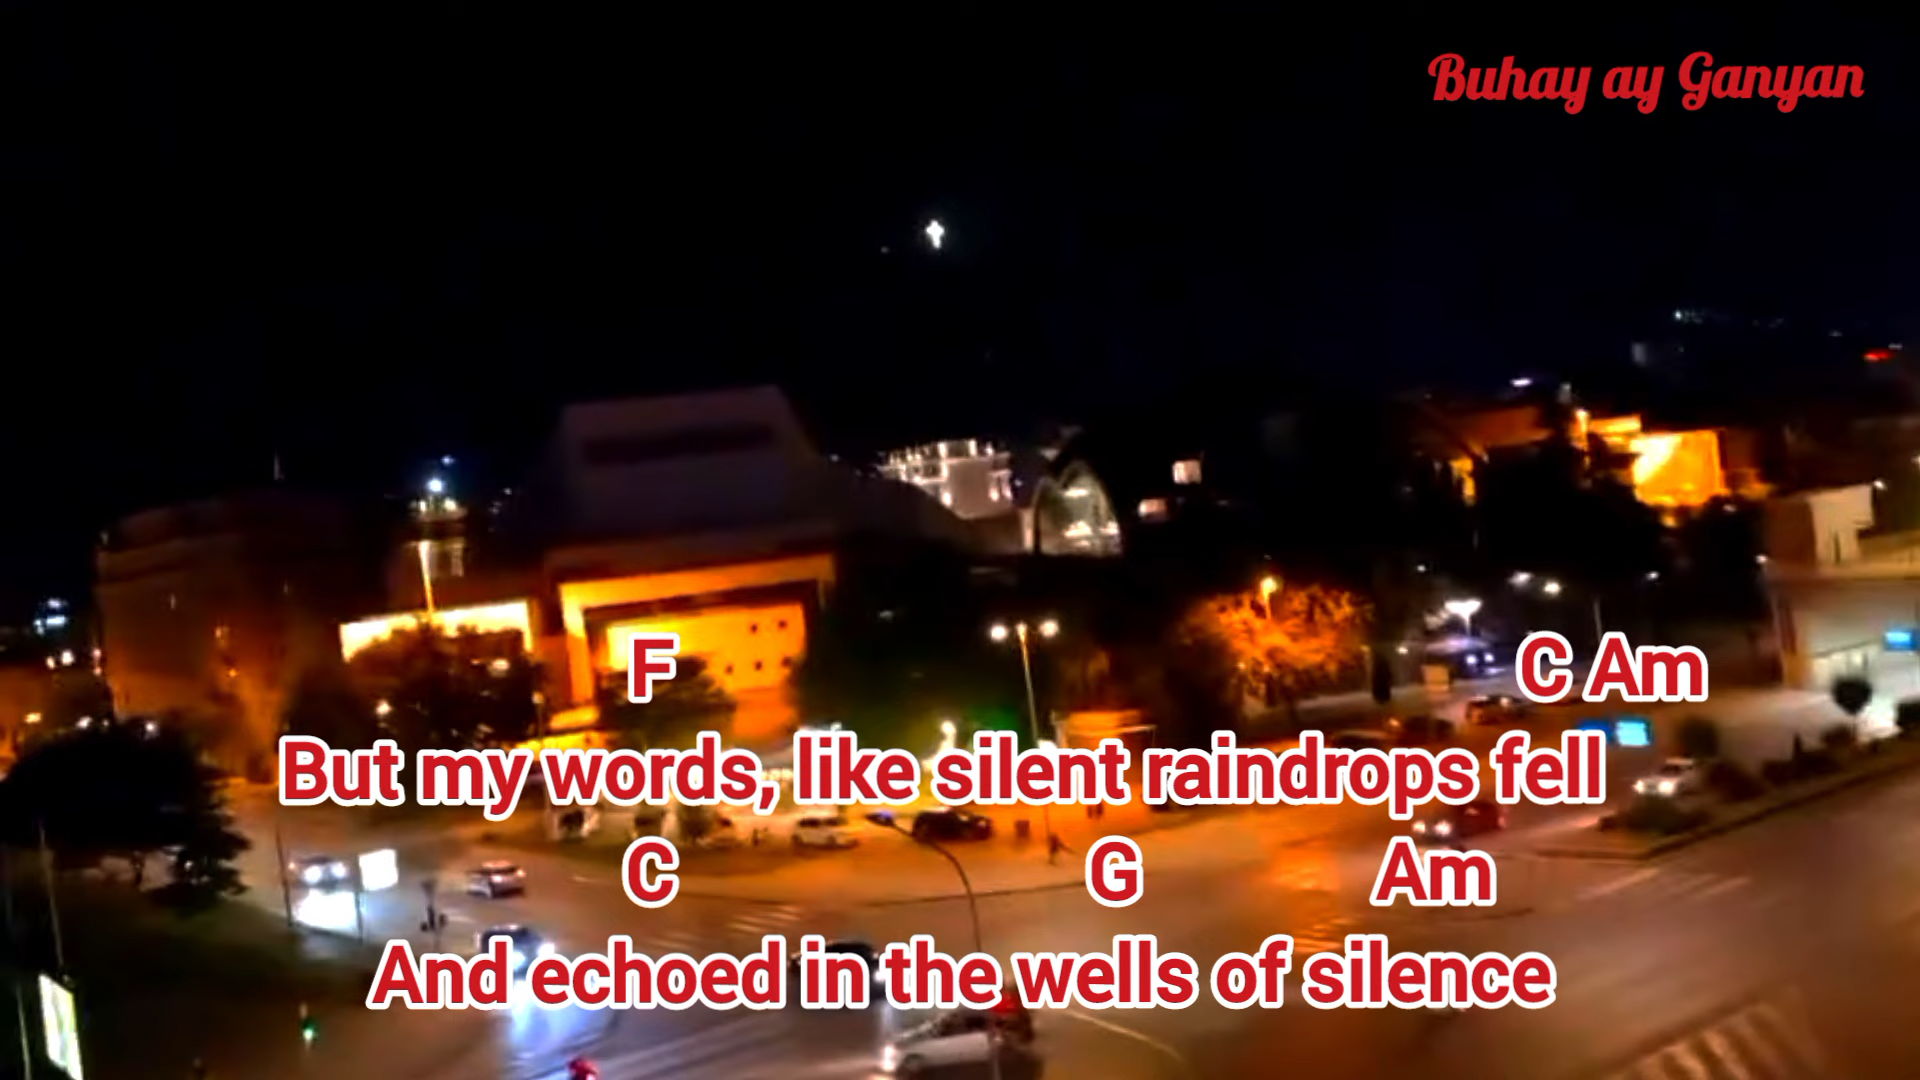 Buhay ay Ganyan
F C Am
But my words, like silent raindrops fell
C G Am
And echoed in the wells of silence